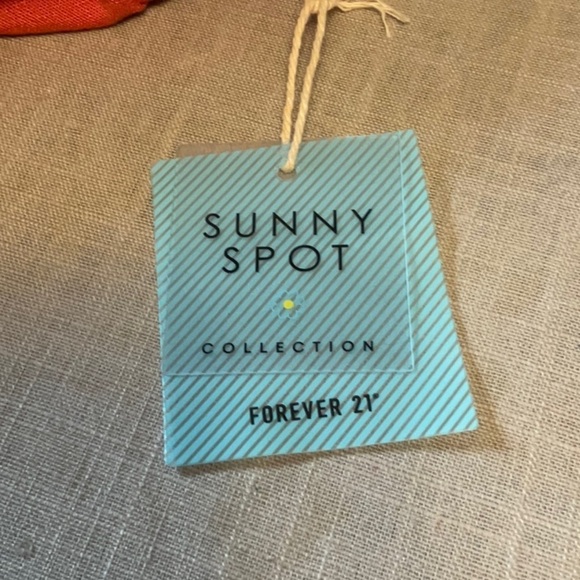 SUNNY
SPOT
COLLECTION
FOREVER 21